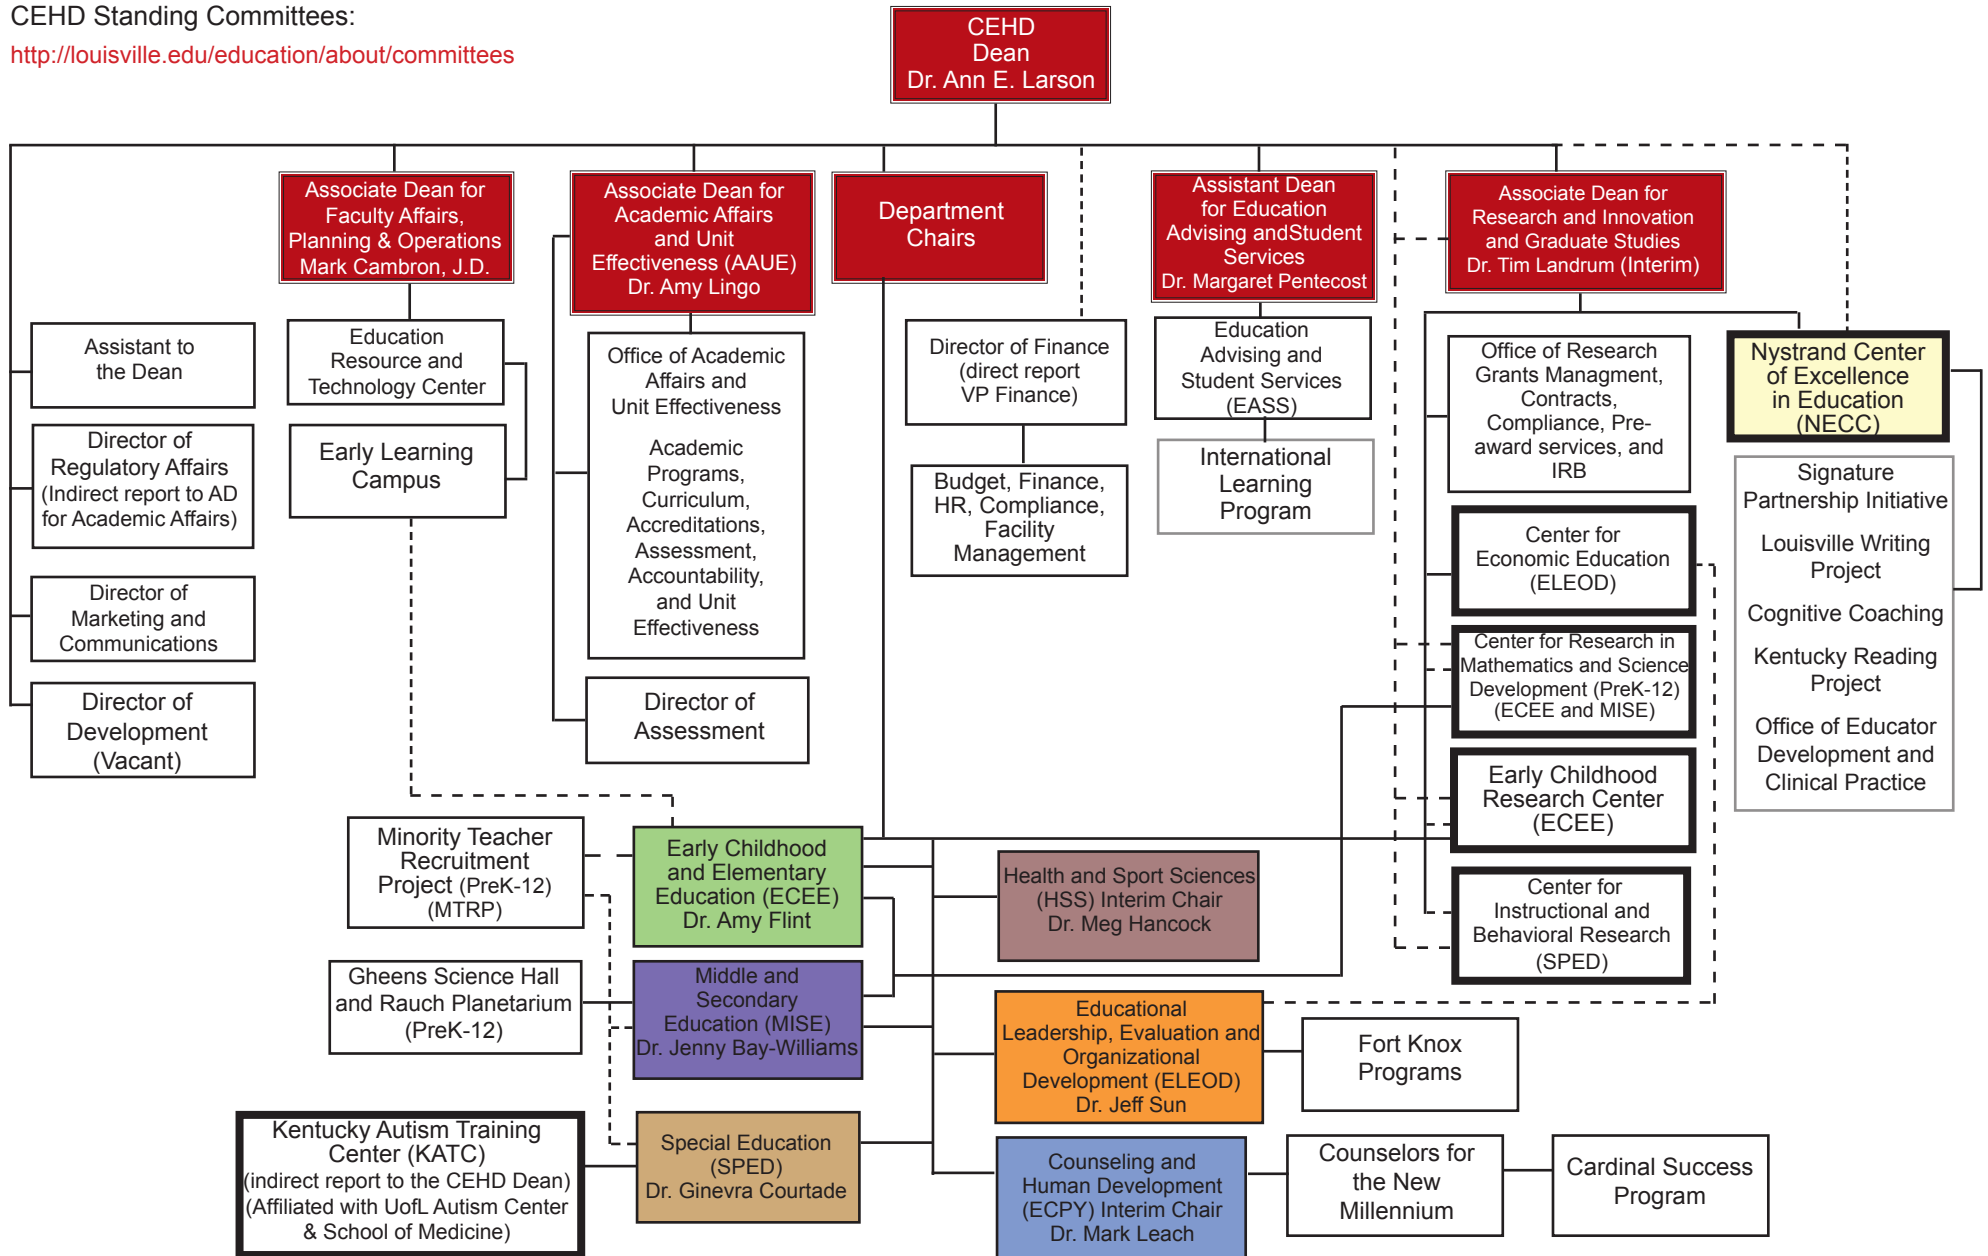 CEHD Standing Committees:
http://louisville.edu/education/about/committees
CEHD
Dean
Dr. Ann E. Larson
Associate Dean for
Faculty Affairs,
Planning & Operations
Mark Cambron, J.D.
Associate Dean for
Academic Affairs
and Unit
Effectiveness (AAUE)
Dr. Amy Lingo
Department
Chairs
Assistant Dean
for Education
Advising andStudent
Services
Dr. Margaret Pentecost
Associate Dean for
Research and Innovation
and Graduate Studies
Dr. Tim Landrum (Interim)
Assistant to
the Dean
Director of
Regulatory Affairs
(Indirect report to AD
for Academic Affairs)
Director of
Marketing and
Communications
Director of
Development
(Vacant)
Education
Resource and
Technology Center
Early Learning
Campus
Office of Academic
Affairs and
Unit Effectiveness
Academic
Programs,
Curriculum,
Accreditations,
Assessment,
Accountability,
and Unit
Effectiveness
Director of
Assessment
Director of Finance
(direct report
VP Finance)
Budget, Finance,
HR, Compliance,
Facility
Management
Education
Advising and
Student Services
(EASS)
International
Learning
Program
Office of Research
Grants Managment,
Contracts,
Compliance, Pre-
award services, and
IRB
Center for
Economic Education
(ELEOD)
Center for Research in
Mathematics and Science
Development (PreK-12)
(ECEE and MISE)
Early Childhood
Research Center
(ECEE)
Center for
Instructional and
Behavioral Research
(SPED)
Nystrand Center
of Excellence
in Education
(NECC)
Signature
Partnership Initiative
Louisville Writing
Project
Cognitive Coaching
Kentucky Reading
Project
Office of Educator
Development and
Clinical Practice
Minority Teacher
Recruitment
Project (PreK-12)
(MTRP)
Gheens Science Hall
and Rauch Planetarium
(PreK-12)
Kentucky Autism Training
Center (KATC)
(indirect report to the CEHD Dean)
(Affiliated with UofL Autism Center
& School of Medicine)
Early Childhood
and Elementary
Education (ECEE)
Dr. Amy Flint
Middle and
Secondary
Education (MISE)
Dr. Jenny Bay-Williams
Special Education
(SPED)
Dr. Ginevra Courtade
Health and Sport Sciences
(HSS) Interim Chair
Dr. Meg Hancock
Educational
Leadership, Evaluation and
Organizational
Development (ELEOD)
Dr. Jeff Sun
Fort Knox
Programs
Counseling and
Human Development
(ECPY) Interim Chair
Dr. Mark Leach
Counselors for
the New
Millennium
Cardinal Success
Program